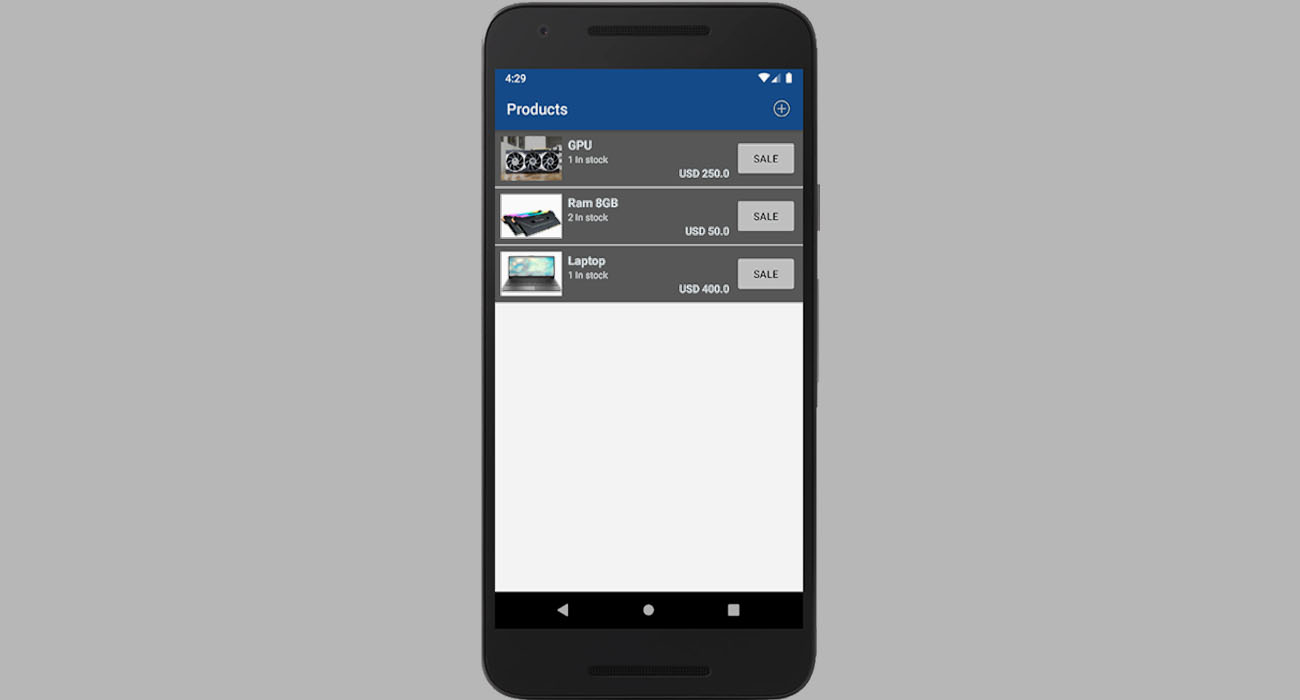 4:29
Products
GPU
1 In stock
USD 250.0
SALE
Ram 8GB
2 In stock
USD 50.0
SALE
Laptop
1 In stock
USD 400.0
SALE